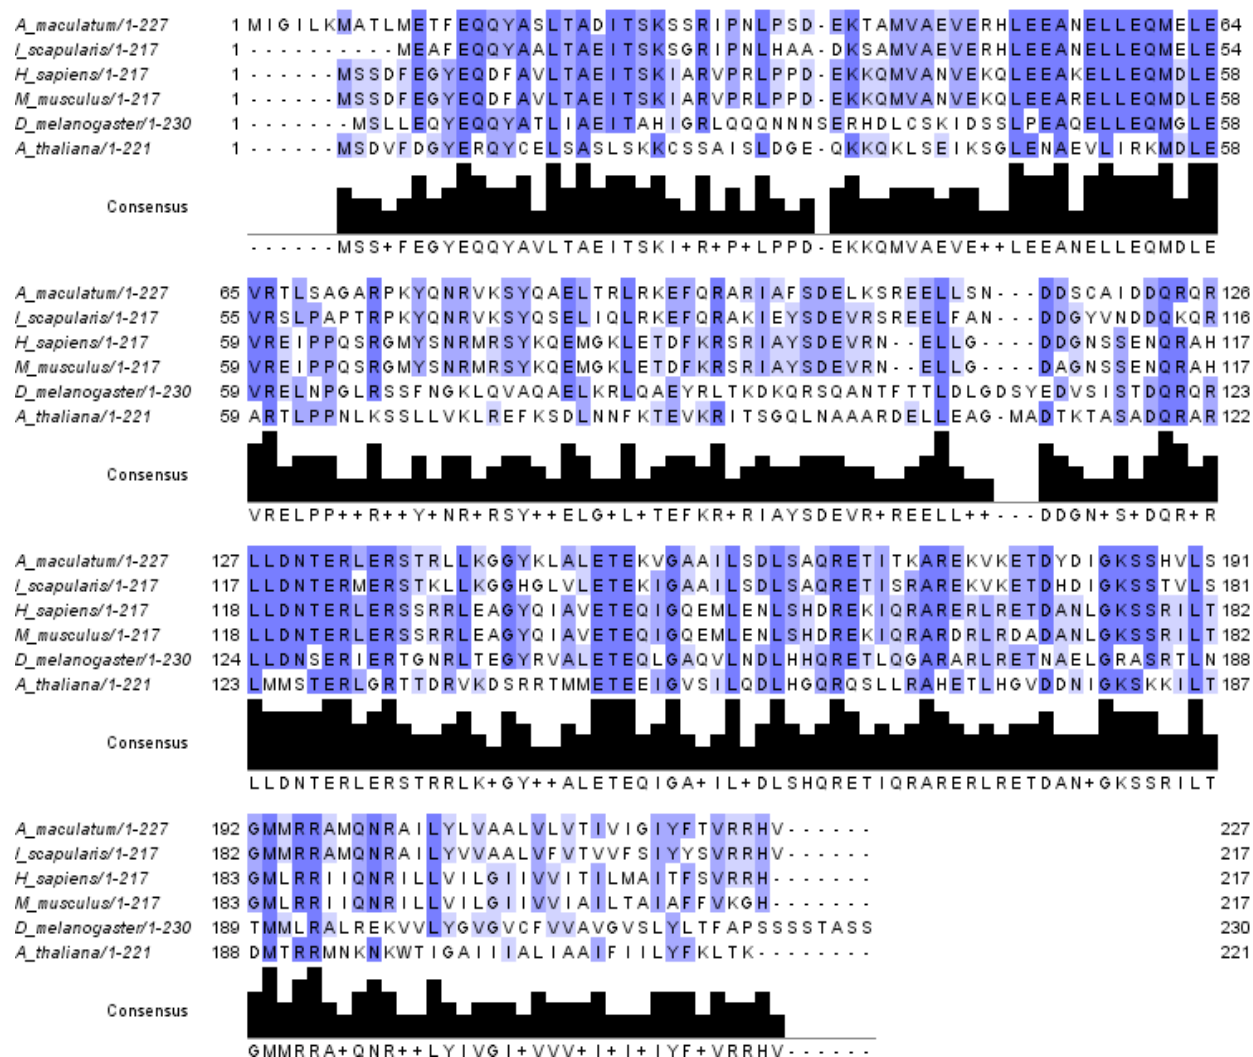 A_maculatum/1-227 1 MIGILKMATLMETFEQQYASLTADITSKSSRIPNLPSD-EKTAMVAEVERHLEEANELLEQMELE 64
I_scapularis/1-217 1 ----------MEAFEQQYAALTAEITSKSGRIPNLHAA-DKSAMVAEVERHLEEANELLEQMELE 54
H_sapiens/1-217 1 ------MSSDFEGYEQDFAVLTAEITSKIARVPRLPPD-EKKQMVANVEKQLEEAKELLEQMDLE 58
M_musculus/1-217 1 ------MSSDFEGYEQDFAVLTAEITSKIARVPRLPPD-EKKQMVANVEKQLEEARELLEQMDLE 58
D_melanogaster/1-230 1 -------MSLLEQYEQQYATLIAEITAHIGRLQQQNNNSERHDLCSKIDSSLPEAQELLEQMGLE 58
A_thaliana/1-221 1 ------MSDVFDGYERQYCELSASLSKKCSSAISLDGE-QKKQKLSEIKSGLENAEVLIRKMDLE 58
Consensus
------MSS+FEGYEQQYAVLTAEITSKI+R+P+LPPD-EKKQMVAEVE++LEEANELLEQMDLE
A_maculatum/1-227 65 VRTLSAGARPKYQNRVKSYQAELTRLRKEFQRARIAFSDELKSREELLSN---DDSCAIDDQRQR 126
I_scapularis/1-217 55 VRSLPAPTRPKYQNRVKSYQSELIQLRKEFQRAKIEYSDEVRSREELFAN---DDGYVNDDQKQR 116
H_sapiens/1-217 59 VREIPPQSRGMYSNRMRSYKQEMGKLETDFKRSRIAYSDEVRN--ELLG----DDGNSSENQRAH 117
M_musculus/1-217 59 VREIPPQSRGMYSNRMRSYKQEMGKLETDFKRSRIAYSDEVRN--ELLG----DAGNSSENQRAH 117
D_melanogaster/1-230 59 VRELNPGLRSSFNGKLQVAQAELKRLQAEYRLTKDKQRSQANTFTTLDLGDSYEDVSISTDQRQR 123
A_thaliana/1-221 59 ARTLPPNLKSSLLVKLREFKSDLNNFKTEVKRITSGQLNAAARDELLEAG-MADTKTASADQRAR 122
Consensus
VRELPP++R++Y+NR+RSY++ELG+L+TEFKR+RIAYSDEVR+REELL++---DDGN+S+DQR+R
A_maculatum/1-227 127 LLDNTERLERSTRLLKGGYKLALETEKVGAAILSDLSAQRETITKAREKVKETDYDIGKSSHVLS 191
I_scapularis/1-217 117 LLDNTERMERSTKLLKGGHGLVLETEKIGAAILSDLSAQRETISRAREKVKETDHDIGKSSTVLS 181
H_sapiens/1-217 118 LLDNTERLERSSRRLEAGYQIAVETEQIGQEMLENLSHDREKIQRARERLRETDANLGKSSRILT 182
M_musculus/1-217 118 LLDNTERLERSSRRLEAGYQIAVETEQIGQEMLENLSHDREKIQRARDRLRDADANLGKSSRILT 182
D_melanogaster/1-230 124 LLDNSERIERTGNRLTEGYRVALETEQLGAQVLNDLHHQRETLQGARARLRETNAELGRASRTLN 188
A_thaliana/1-221 123 LMMSTERLGRTTDRVKDSRRTMMETEEIGVSILQDLHGQRQSLLRAHETLHGVDDNIGKSKKILT 187
Consensus
LLDNTERLERSTRRLK+GY++ALETEQIGA+IL+DLSHQRETIQRARERLRETDAN+GKSSRILT
A_maculatum/1-227 192 GMMRRAMQNRAILYLVAALVLVTIVIGIYFTVRRHV------ 227
I_scapularis/1-217 182 GMMRRAMQNRAILYVVAALVFVTVVFSIYYSVRRHV------ 217
H_sapiens/1-217 183 GMLRRIIQNRILLVILGIIVVITILMAITFSVRRH------- 217
M_musculus/1-217 183 GMLRRIIQNRILLVILGIIVVIAILTAIAFFVKGH------- 217
D_melanogaster/1-230 189 TMMLRALREKVVLYGVGVCFVVAVGVSLYLTFAPSSSSTASS 230
A_thaliana/1-221 188 DMTRRMNKNKWTIGAIIIALIAAIFIILYFKLTK-------- 221
Consensus
GMMRRA+QNR++LYIVGI+VVV+I+I+IYF+VRRHV------